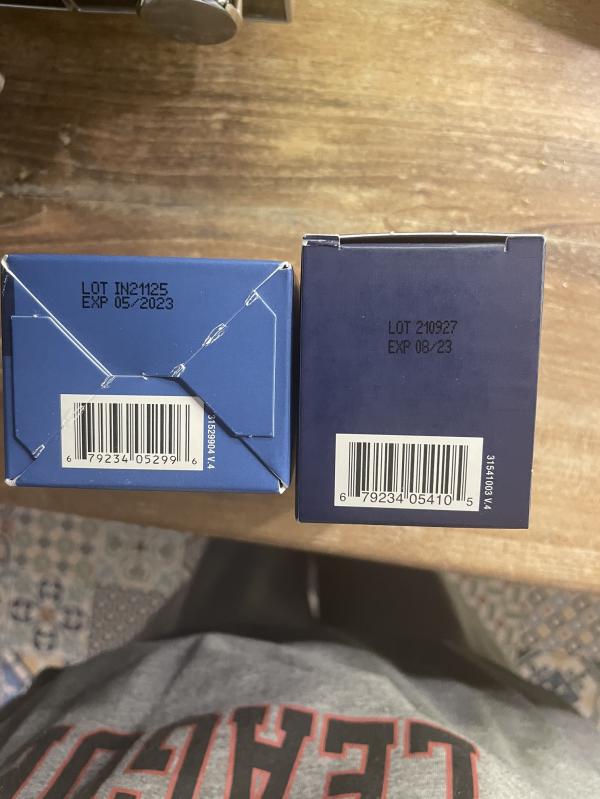 LOT IN21125
EXP 05/2023
31529904 V.4
6 79234 05299 6
LOT 210927
EXP 08/23
31541003 V.4
6 79234 05410 5